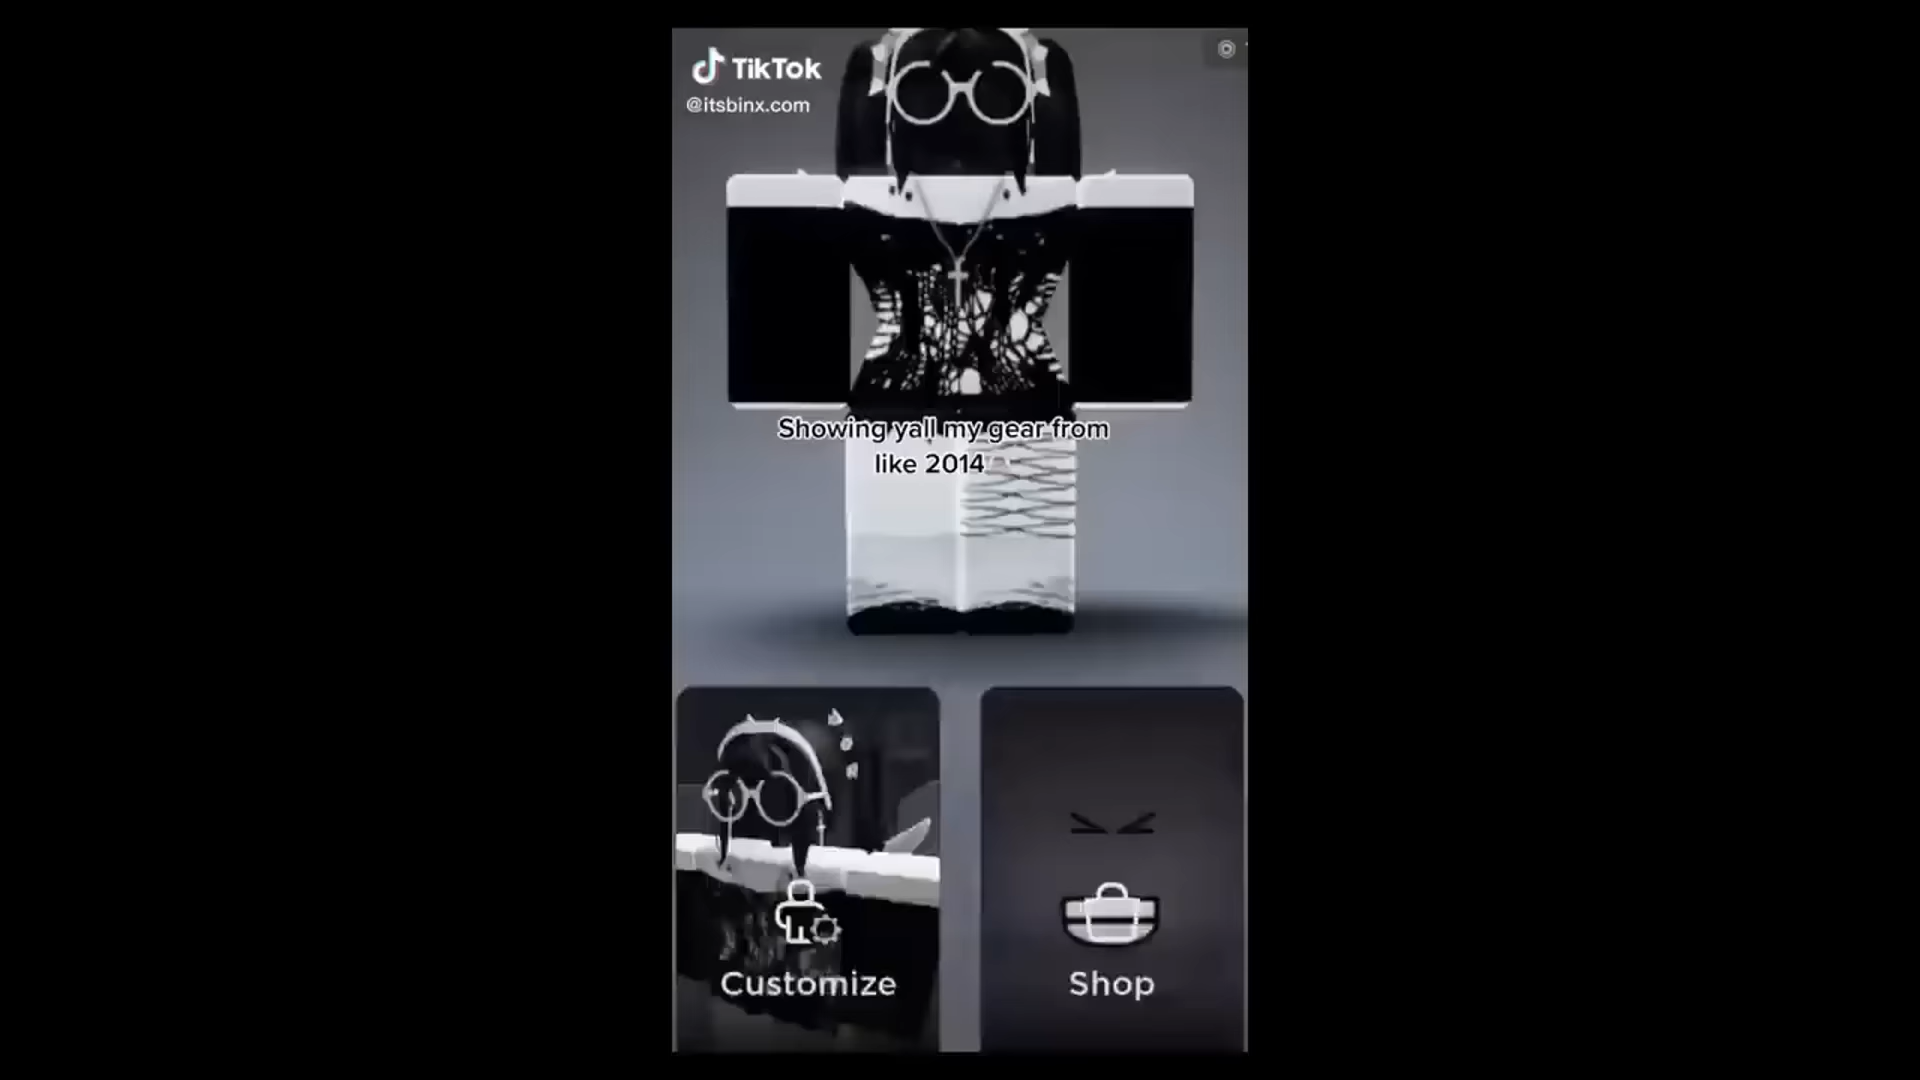 TikTok
@itsbinx.com
Showing yall my gear from
like 2014
Customize
Shop